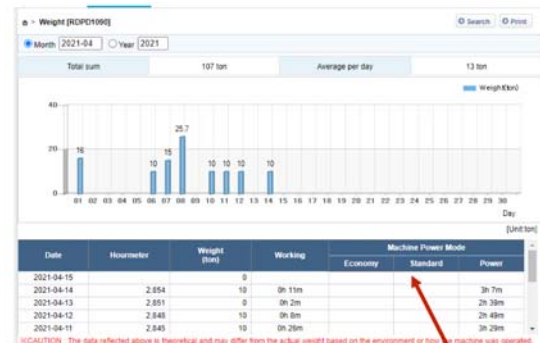 > Weight [RDPD1090] Search Print
Month 2021-04 Year 2021
Total sum 107 ton Average per day 13 ton
Weight(ton)
40
20
0
16 10 15 25.7 10 10 10 10
01 02 03 04 05 06 07 08 09 10 11 12 13 14 15 16 17 18 19 20 21 22 23 24 25 26 27 28 29 30
Day
[Unit:ton]
Date Hourmeter Weight (ton) Working Machine Power Mode
Economy Standard Power
2021-04-15 0
2021-04-14 2,854 10 0h 11m 3h 7m
2021-04-13 2,851 0 0h 2m 2h 39m
2021-04-12 2,848 10 0h 8m 2h 49m
2021-04-11 2,845 10 0h 26m 3h 29m
※CAUTION : The data reflected above is theoretical and may differ from the actual weight based on the environment or how the machine was operated.